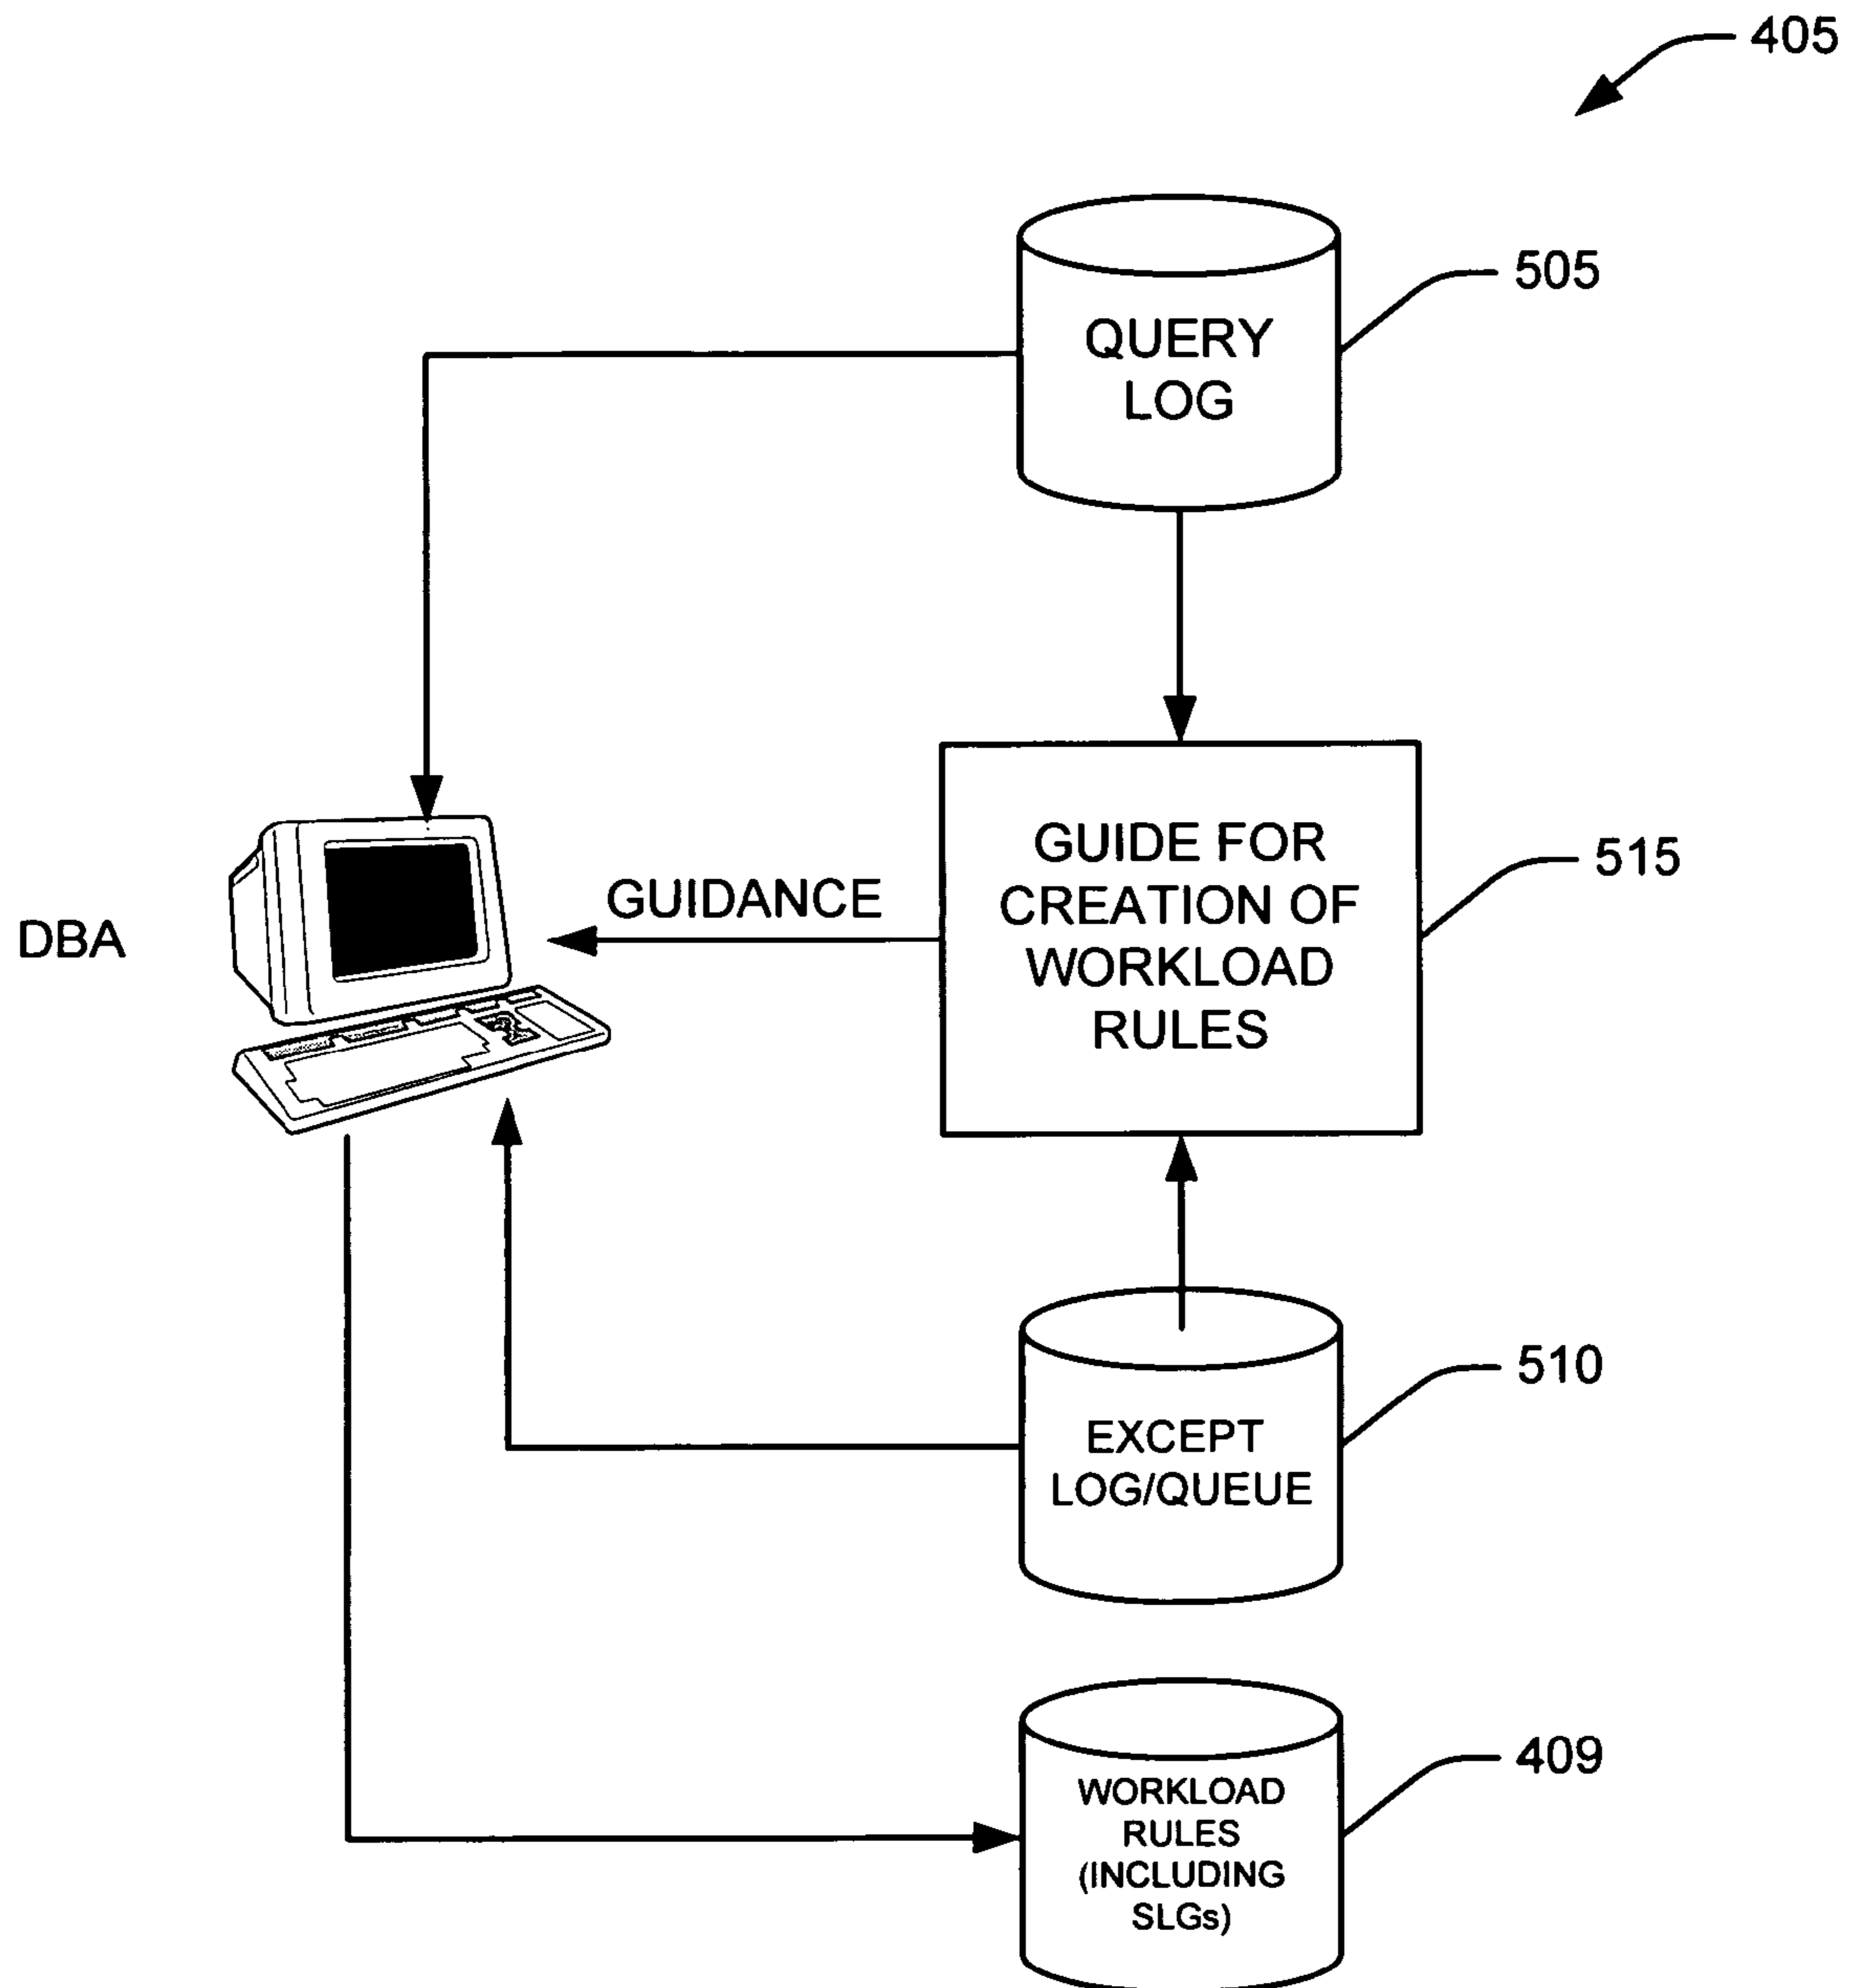 405
QUERY
LOG
505
GUIDE FOR
CREATION OF
WORKLOAD
RULES
515
GUIDANCE
DBA
EXCEPT
LOG/QUEUE
510
WORKLOAD
RULES
(INCLUDING
SLGs)
409